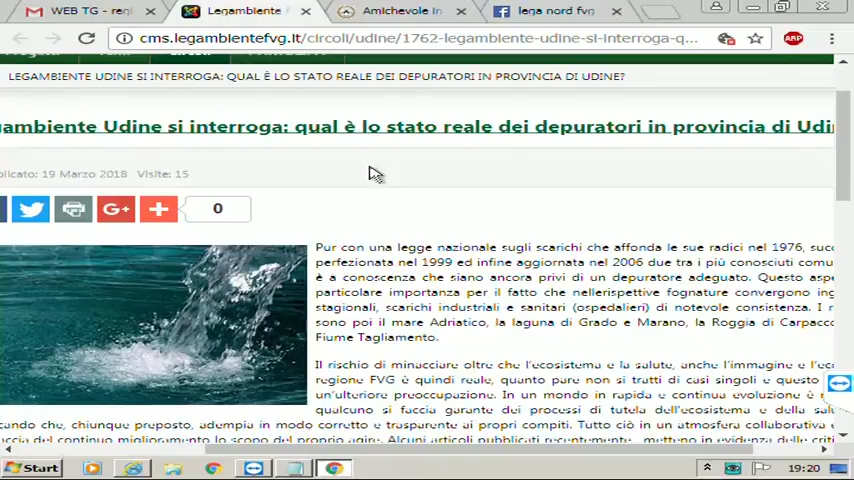 WEB TG - regi
Legambiente
Amichevole in
lega nord fvg
cms.legambientefvg.it/circoli/udine/1762-legambiente-udine-si-interroga-q...
ABP
LEGAMBIENTE UDINE SI INTERROGA: QUAL È LO STATO REALE DEI DEPURATORI IN PROVINCIA DI UDINE?
gambiente Udine si interroga: qual è lo stato reale dei depuratori in provincia di Udi
blicato: 19 Marzo 2018 Visite: 15
G+
0
Pur con una legge nazionale sugli scarichi che affonda le sue radici nel 1976, succ
perfezionata nel 1999 ed infine aggiornata nel 2006 due tra i più conosciuti comu
è a conoscenza che siano ancora privi di un depuratore adeguato. Questo aspe
particolare importanza per il fatto che nellerispettive fognature convergono ing
stagionali, scarichi industriali e sanitari (ospedalieri) di notevole consistenza. I r
sono poi il mare Adriatico, la laguna di Grado e Marano, la Roggia di Carpacco
Fiume Tagliamento.
Il rischio di minacciare oltre che l'ecosistema e la salute, anche l'immagine e l'eco
regione FVG è quindi reale, quanto pare non si tratti di casi singoli e questo
un'ulteriore preoccupazione. In un mondo in rapida e continua evoluzione è n
qualcuno si faccia garante dei processi di tutela dell'ecosistema e della salu
cando che, chiunque preposto, adempia in modo corretto e trasparente ai propri compiti. Tutto ciò in un atmosfera collaborativa e
ccia del continuo miglioramento lo scopo del proprio agire. Alcuni articoli pubblicati recentemente, mettono in evidenza delle criti
Start
19:20